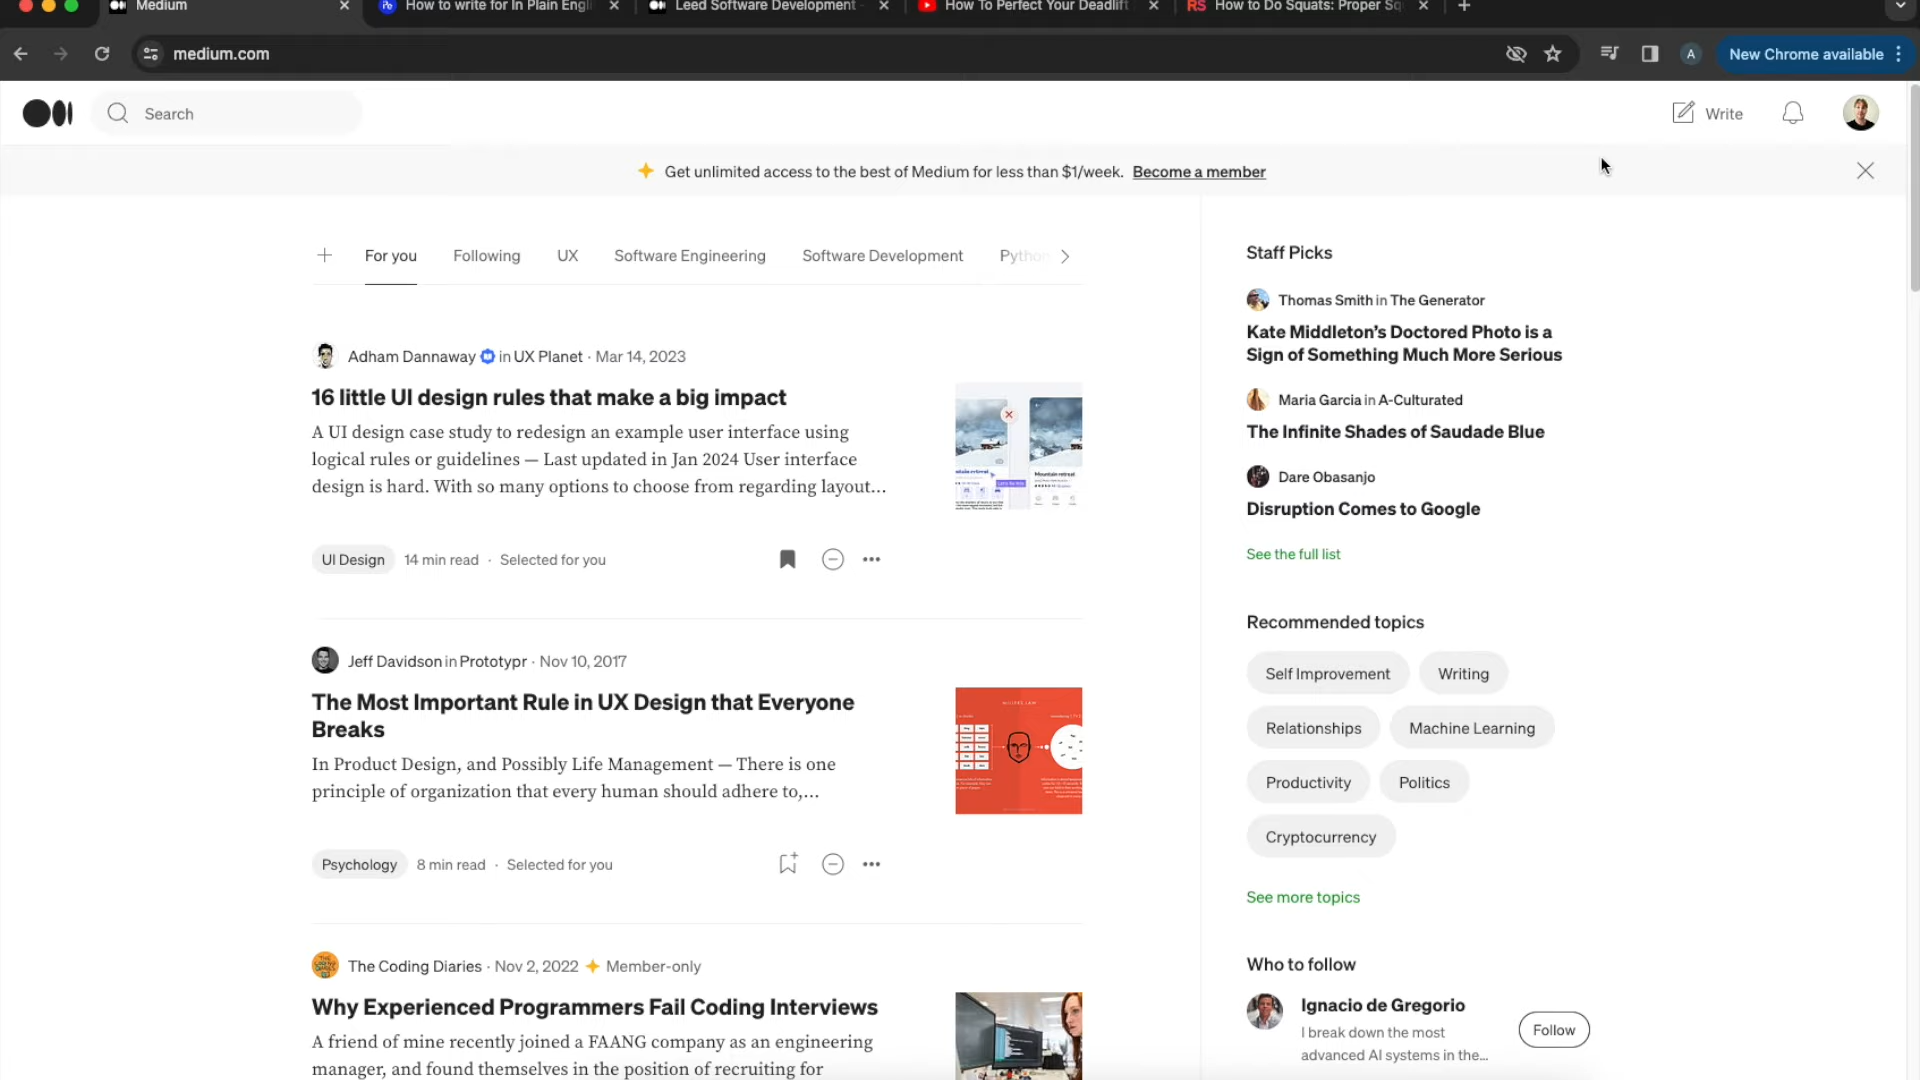 Medium
How to write for In Plain Engli
Leed Software Development
How To Perfect Your Deadlift
RS How to Do Squats: Proper Sq
medium.com
A
New Chrome available
Search
Write
Get unlimited access to the best of Medium for less than $1/week. Become a member
For you
Following
UX
Software Engineering
Software Development
Python
Adham Dannaway in UX Planet · Mar 14, 2023
16 little UI design rules that make a big impact
A UI design case study to redesign an example user interface using
logical rules or guidelines — Last updated in Jan 2024 User interface
design is hard. With so many options to choose from regarding layout...
UI Design
14 min read · Selected for you
Jeff Davidson in Prototypr · Nov 10, 2017
The Most Important Rule in UX Design that Everyone
Breaks
In Product Design, and Possibly Life Management — There is one
principle of organization that every human should adhere to,...
Psychology
8 min read · Selected for you
The Coding Diaries · Nov 2, 2022 Member-only
Why Experienced Programmers Fail Coding Interviews
A friend of mine recently joined a FAANG company as an engineering
manager, and found themselves in the position of recruiting for
Staff Picks
Thomas Smith in The Generator
Kate Middleton's Doctored Photo is a
Sign of Something Much More Serious
Maria Garcia in A-Culturated
The Infinite Shades of Saudade Blue
Dare Obasanjo
Disruption Comes to Google
See the full list
Recommended topics
Self Improvement
Writing
Relationships
Machine Learning
Productivity
Politics
Cryptocurrency
See more topics
Who to follow
Ignacio de Gregorio
I break down the most
advanced AI systems in the...
Follow